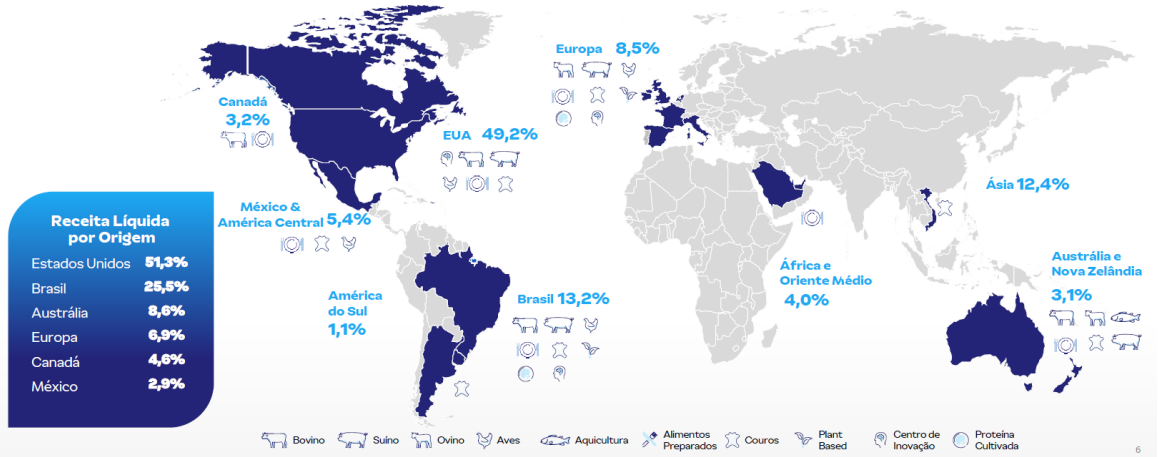 Canadá
3,2%
EUA 49,2%
Europa 8,5%
México &
América Central 5,4%
Ásia 12,4%
África e
Oriente Médio
4,0%
Austrália e
Nova Zelândia
3,1%
América
do Sul
1,1%
Brasil 13,2%
Receita Líquida
por Origem
Estados Unidos 51,3%
Brasil 25,5%
Austrália 8,6%
Europa 6,9%
Canadá 4,6%
México 2,9%
Bovino
Suíno
Ovino
Aves
Aquicultura
Alimentos
Preparados
Couros
Plant
Based
Centro de
Inovação
Proteína
Cultivada
6